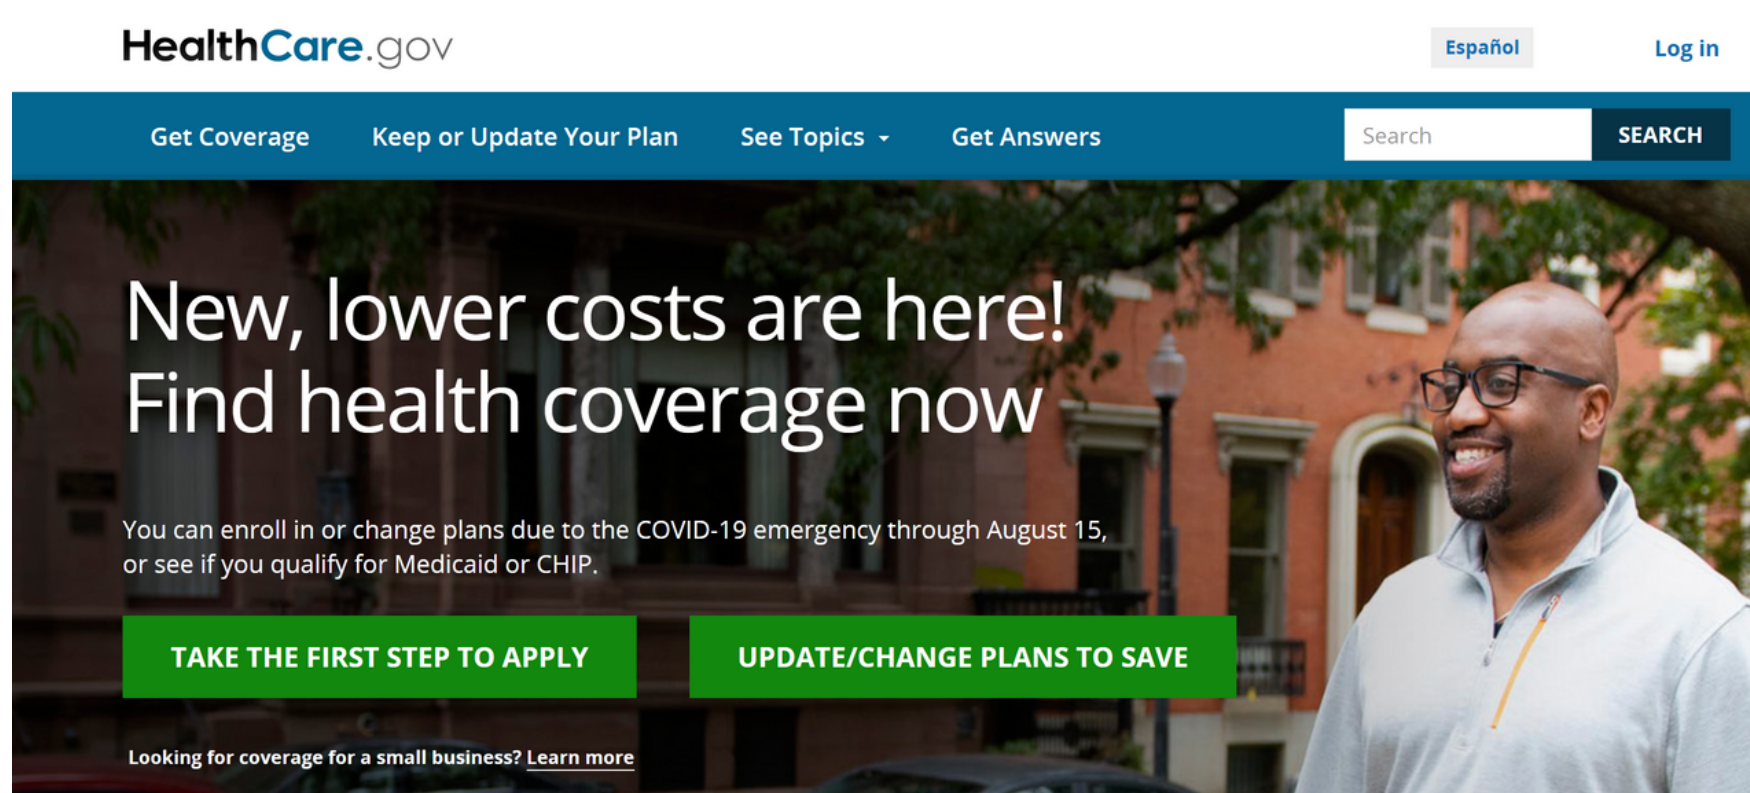 HealthCare.gov
Español
Log in
Get Coverage
Keep or Update Your Plan
See Topics
Get Answers
Search
SEARCH
New, lower costs are here!
Find health coverage now
You can enroll in or change plans due to the COVID-19 emergency through August 15,
or see if you qualify for Medicaid or CHIP.
TAKE THE FIRST STEP TO APPLY
UPDATE/CHANGE PLANS TO SAVE
Looking for coverage for a small business? Learn more